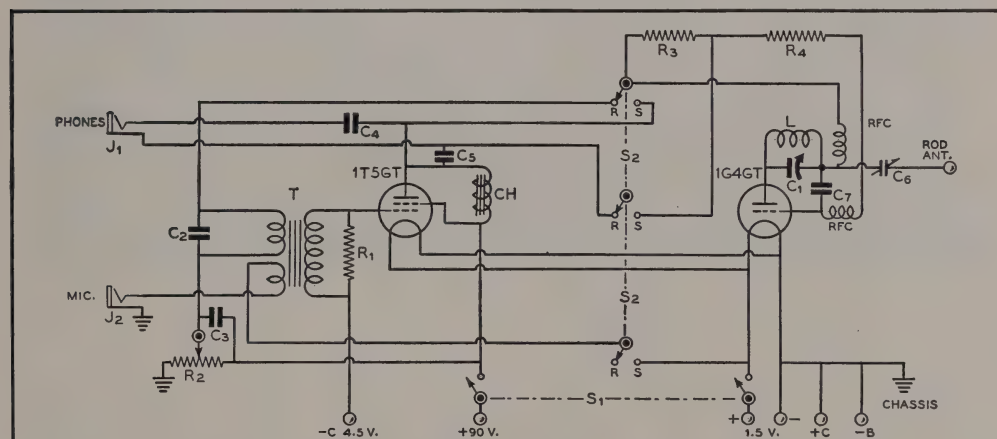 R3
R4
R S
PHONES
J1
C4
C5
1T5GT
CH
S2
R S
L
RFC
1G4GT
C1
C7
C6
ROD
ANT.
RFC
T
C2
R1
MIC.
J2
C3
R2
S2
R S
S1
CHASSIS
-C 4.5 V.
+90 V.
+ 1.5 V. -
+C
-B